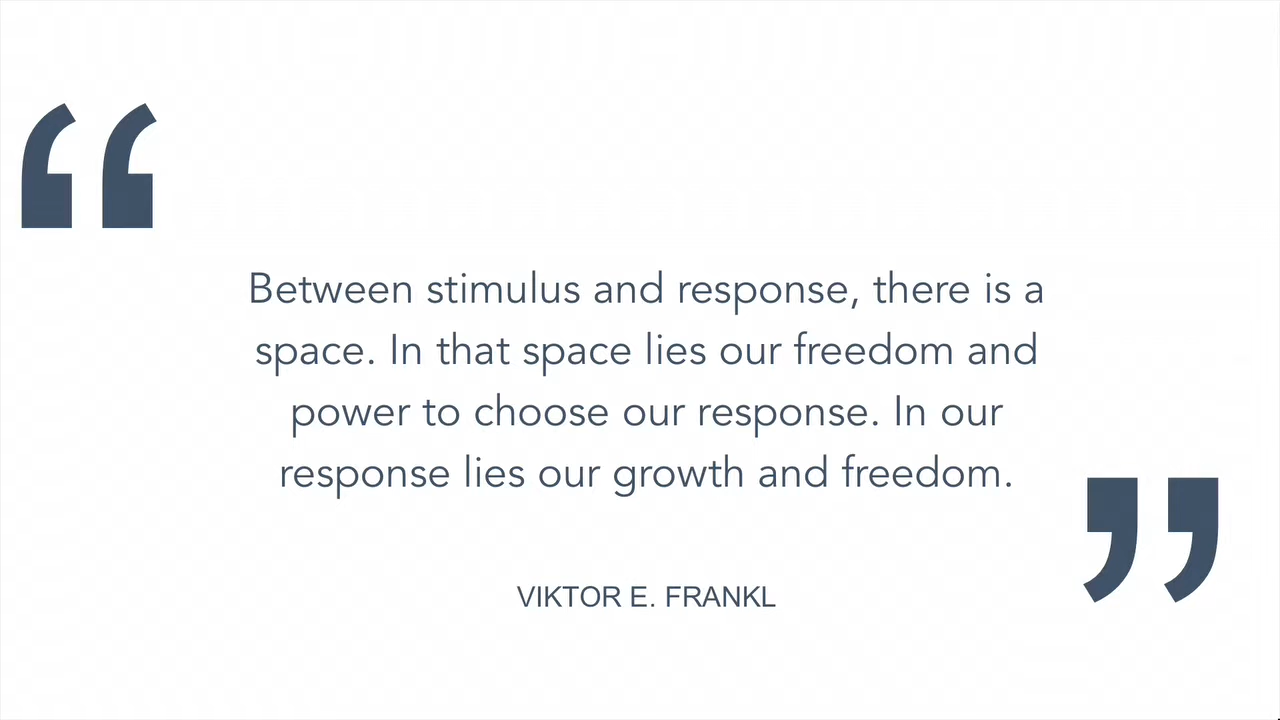 “
Between stimulus and response, there is a
space. In that space lies our freedom and
power to choose our response. In our
response lies our growth and freedom.
”
VIKTOR E. FRANKL